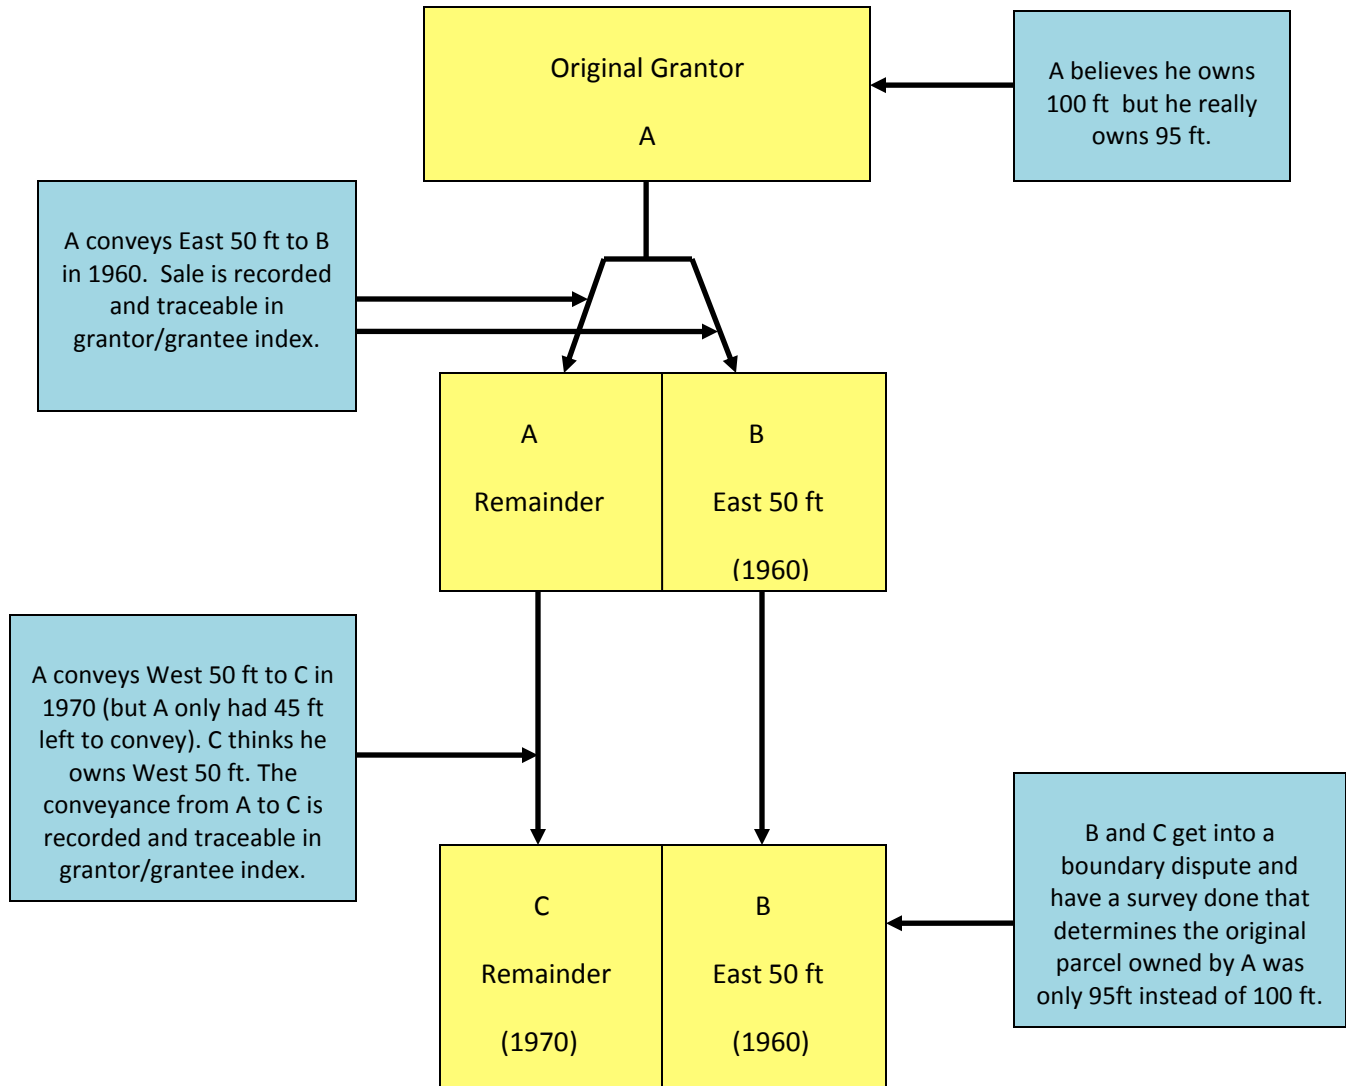 Original Grantor
A
A believes he owns
100 ft but he really
owns 95 ft.
A conveys East 50 ft to B
in 1960. Sale is recorded
and traceable in
grantor/grantee index.
A
Remainder
B
East 50 ft
(1960)
A conveys West 50 ft to C in
1970 (but A only had 45 ft
left to convey). C thinks he
owns West 50 ft. The
conveyance from A to C is
recorded and traceable in
grantor/grantee index.
C
Remainder
(1970)
B
East 50 ft
(1960)
B and C get into a
boundary dispute and
have a survey done that
determines the original
parcel owned by A was
only 95ft instead of 100 ft.